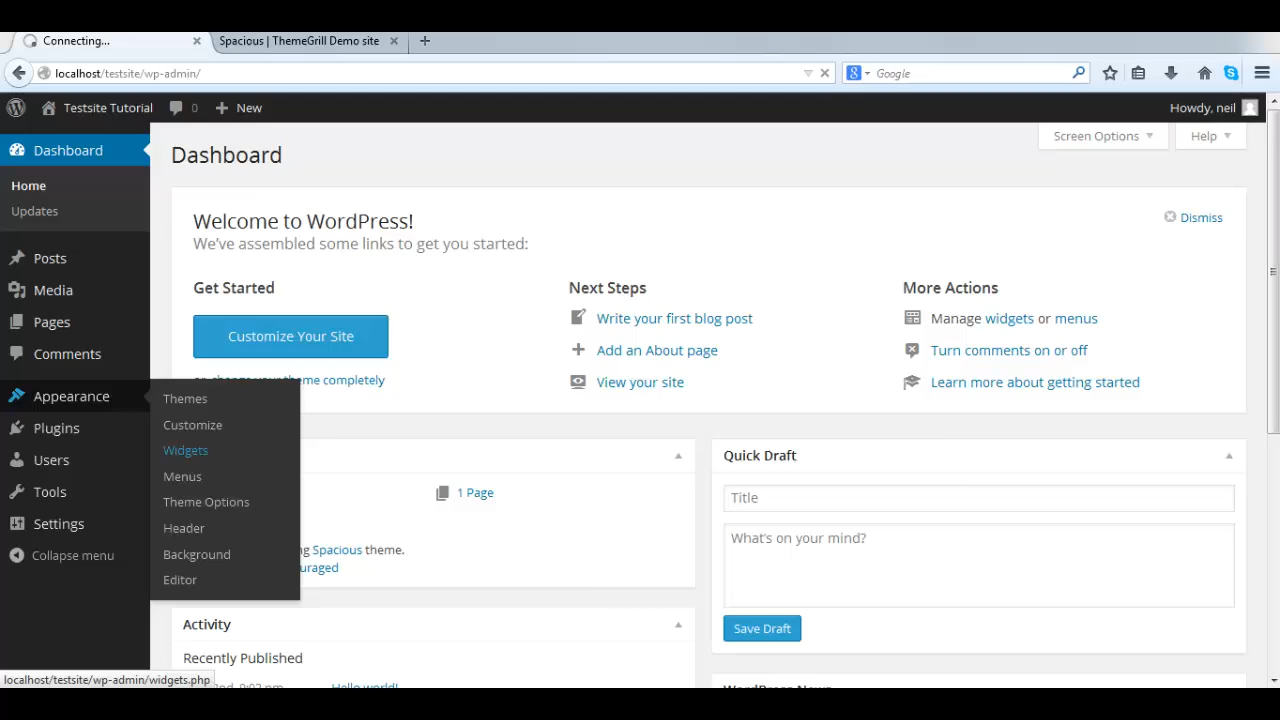 Connecting...
Spacious | ThemeGrill Demo site
localhost/testsite/wp-admin/
Google
Testsite Tutorial
0
New
Howdy, neil
Dashboard
Home
Updates
Posts
Media
Pages
Comments
Appearance
Plugins
Users
Tools
Settings
Collapse menu
Themes
Customize
Widgets
Menus
Theme Options
Header
Background
Editor
Dashboard
Screen Options
Help
Welcome to WordPress!
We've assembled some links to get you started:
Dismiss
Get Started
Customize Your Site
theme completely
Next Steps
Write your first blog post
Add an About page
View your site
More Actions
Manage widgets or menus
Turn comments on or off
Learn more about getting started
1 Page
Spacious theme.
Quick Draft
Title
What's on your mind?
Save Draft
Activity
Recently Published
9:02 pm
Hello world!
WordPress News
localhost/testsite/wp-admin/widgets.php